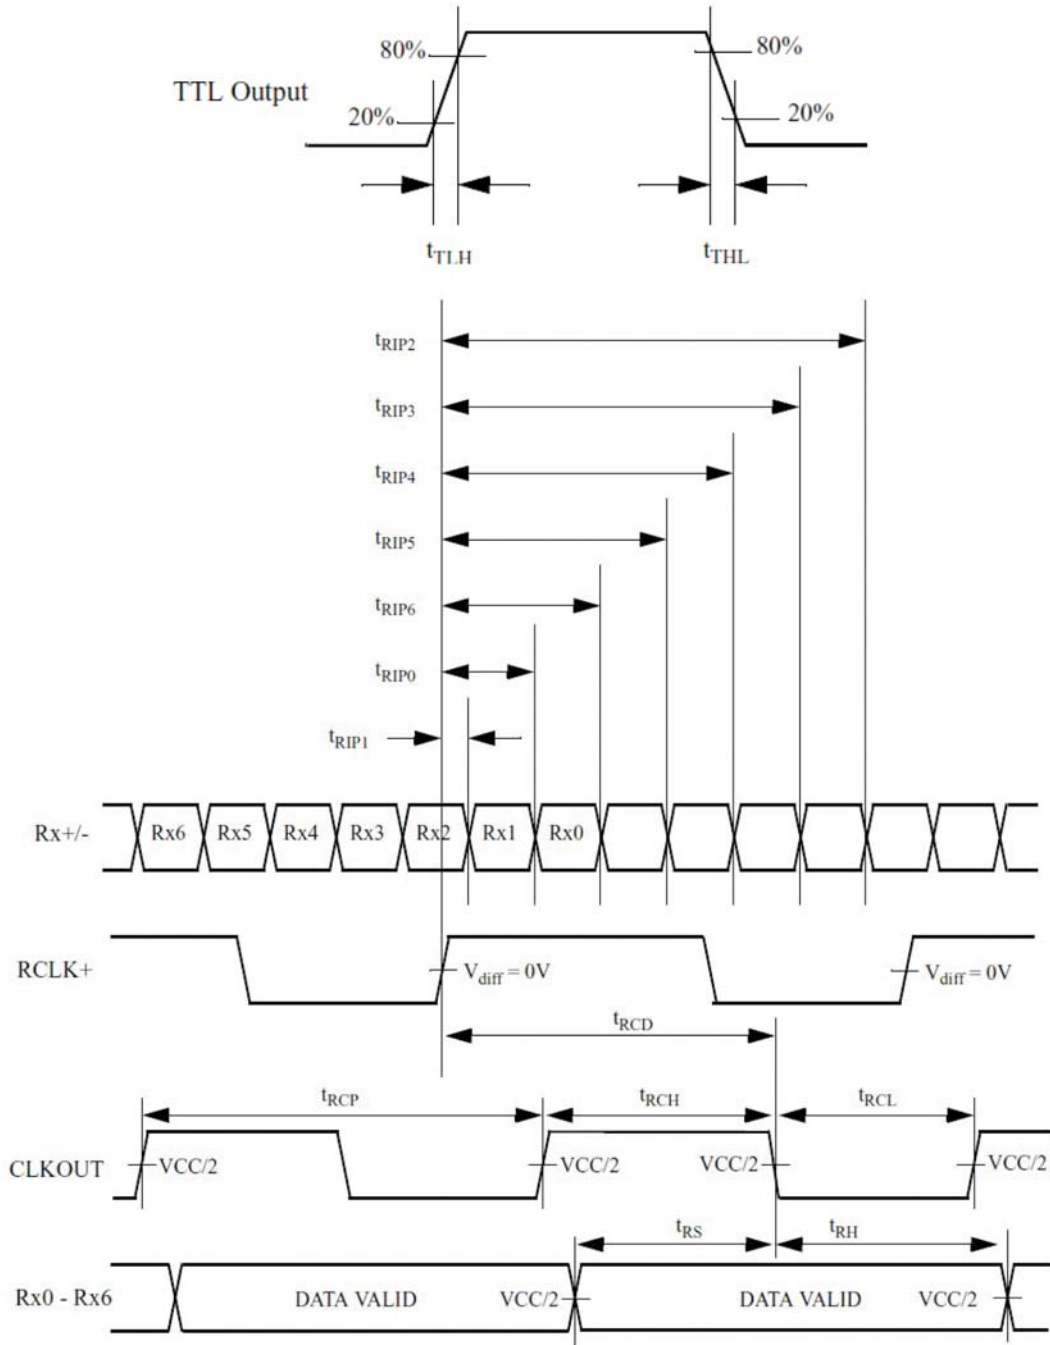 80%
80%
TTL Output
20%
20%
tTLH
tTHL
tRIP2
tRIP3
tRIP4
tRIP5
tRIP6
tRIP0
tRIP1
Rx+/-
Rx6
Rx5
Rx4
Rx3
Rx2
Rx1
Rx0
RCLK+
Vdiff = 0V
Vdiff = 0V
tRCD
tRCP
tRCH
tRCL
CLKOUT
VCC/2
VCC/2
VCC/2
VCC/2
tRS
tRH
Rx0 - Rx6
DATA VALID
VCC/2
DATA VALID
VCC/2